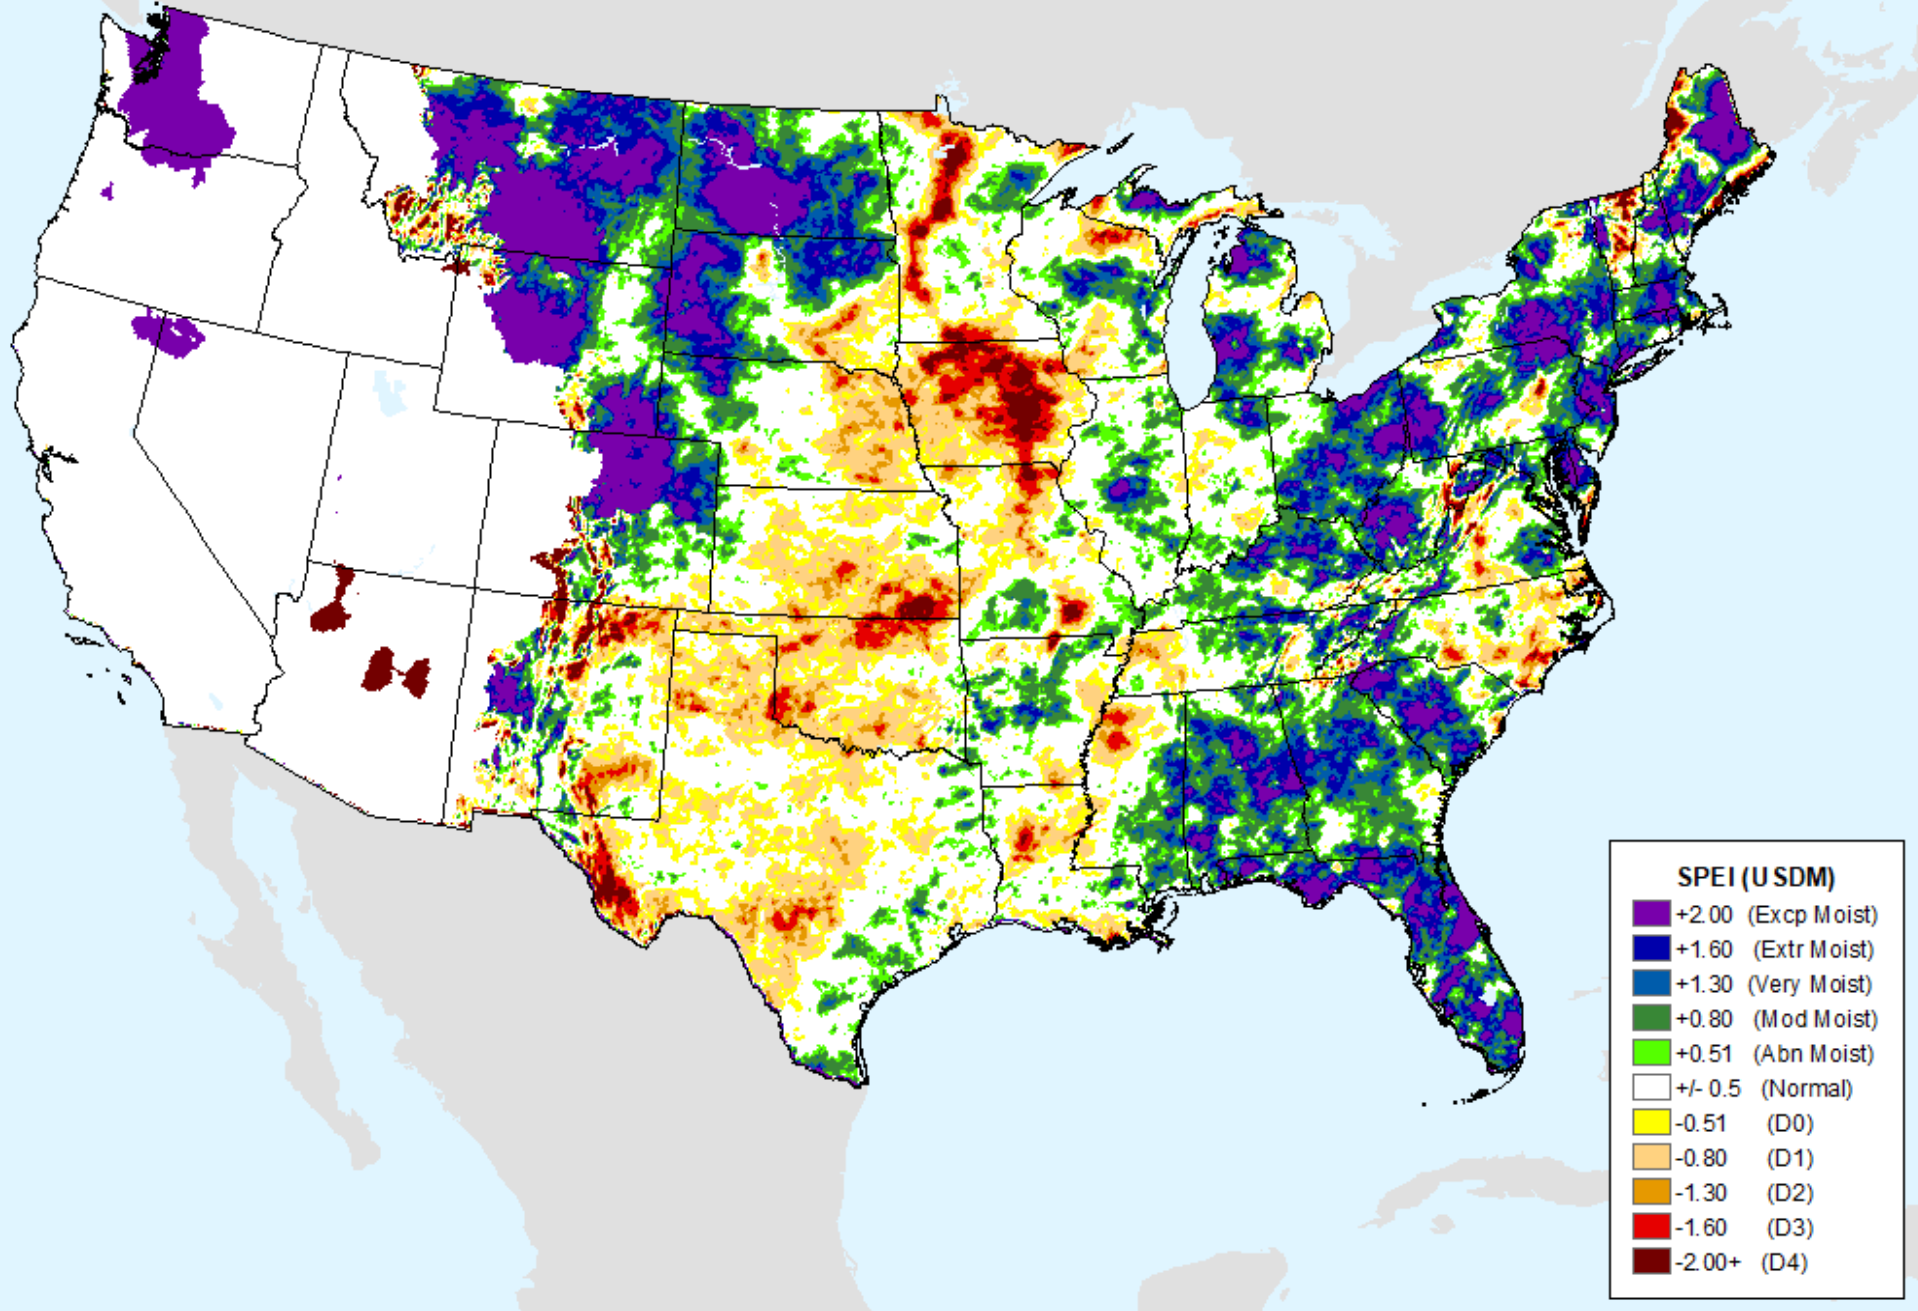 SPEI (USDM)
+2.00 (Excp Moist)
+1.60 (Extr Moist)
+1.30 (Very Moist)
+0.80 (Mod Moist)
+0.51 (Abn Moist)
+/- 0.5 (Normal)
-0.51 (D0)
-0.80 (D1)
-1.30 (D2)
-1.60 (D3)
-2.00+ (D4)